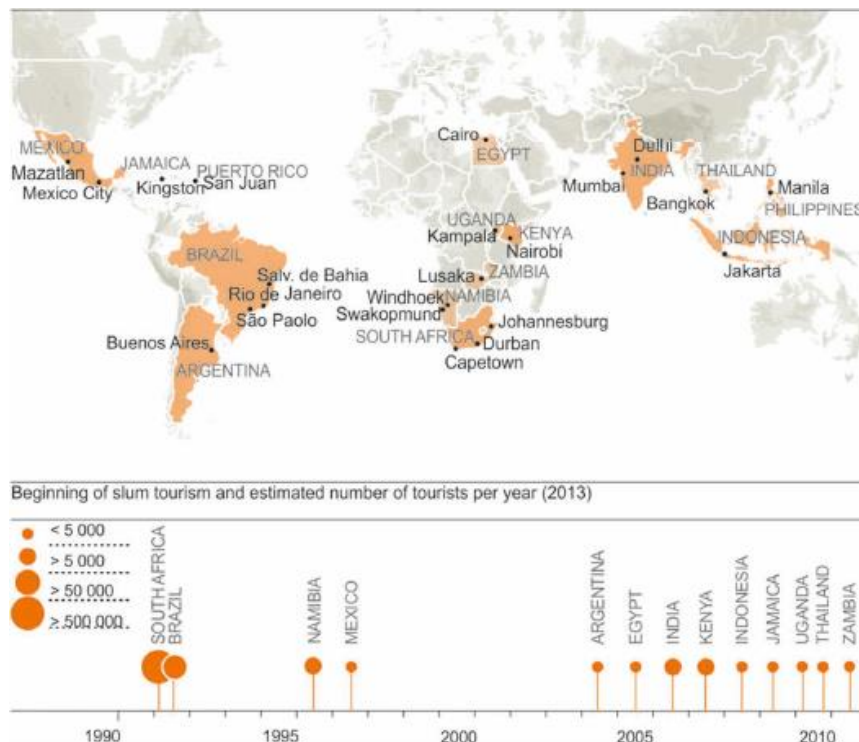 MEXICO
Mazatlan
Mexico City
JAMAICA
Kingston
PUERTO RICO
San Juan
Cairo
EGYPT
Delhi
INDIA
Mumbai
THAILAND
Bangkok
Manila
PHILIPPINES
UGANDA
Kampala
KENYA
Nairobi
INDONESIA
Jakarta
BRAZIL
Salv. de Bahia
Rio de Janeiro
São Paolo
Lusaka
ZAMBIA
Windhoek
NAMIBIA
Swakopmund
Johannesburg
SOUTH AFRICA
Durban
Capetown
Buenos Aires
ARGENTINA
Beginning of slum tourism and estimated number of tourists per year (2013)
< 5 000
> 5 000
> 50 000
> 500 000
SOUTH AFRICA
BRAZIL
NAMIBIA
MEXICO
ARGENTINA
EGYPT
INDIA
KENYA
INDONESIA
JAMAICA
UGANDA
THAILAND
ZAMBIA
1990 1995 2000 2005 2010